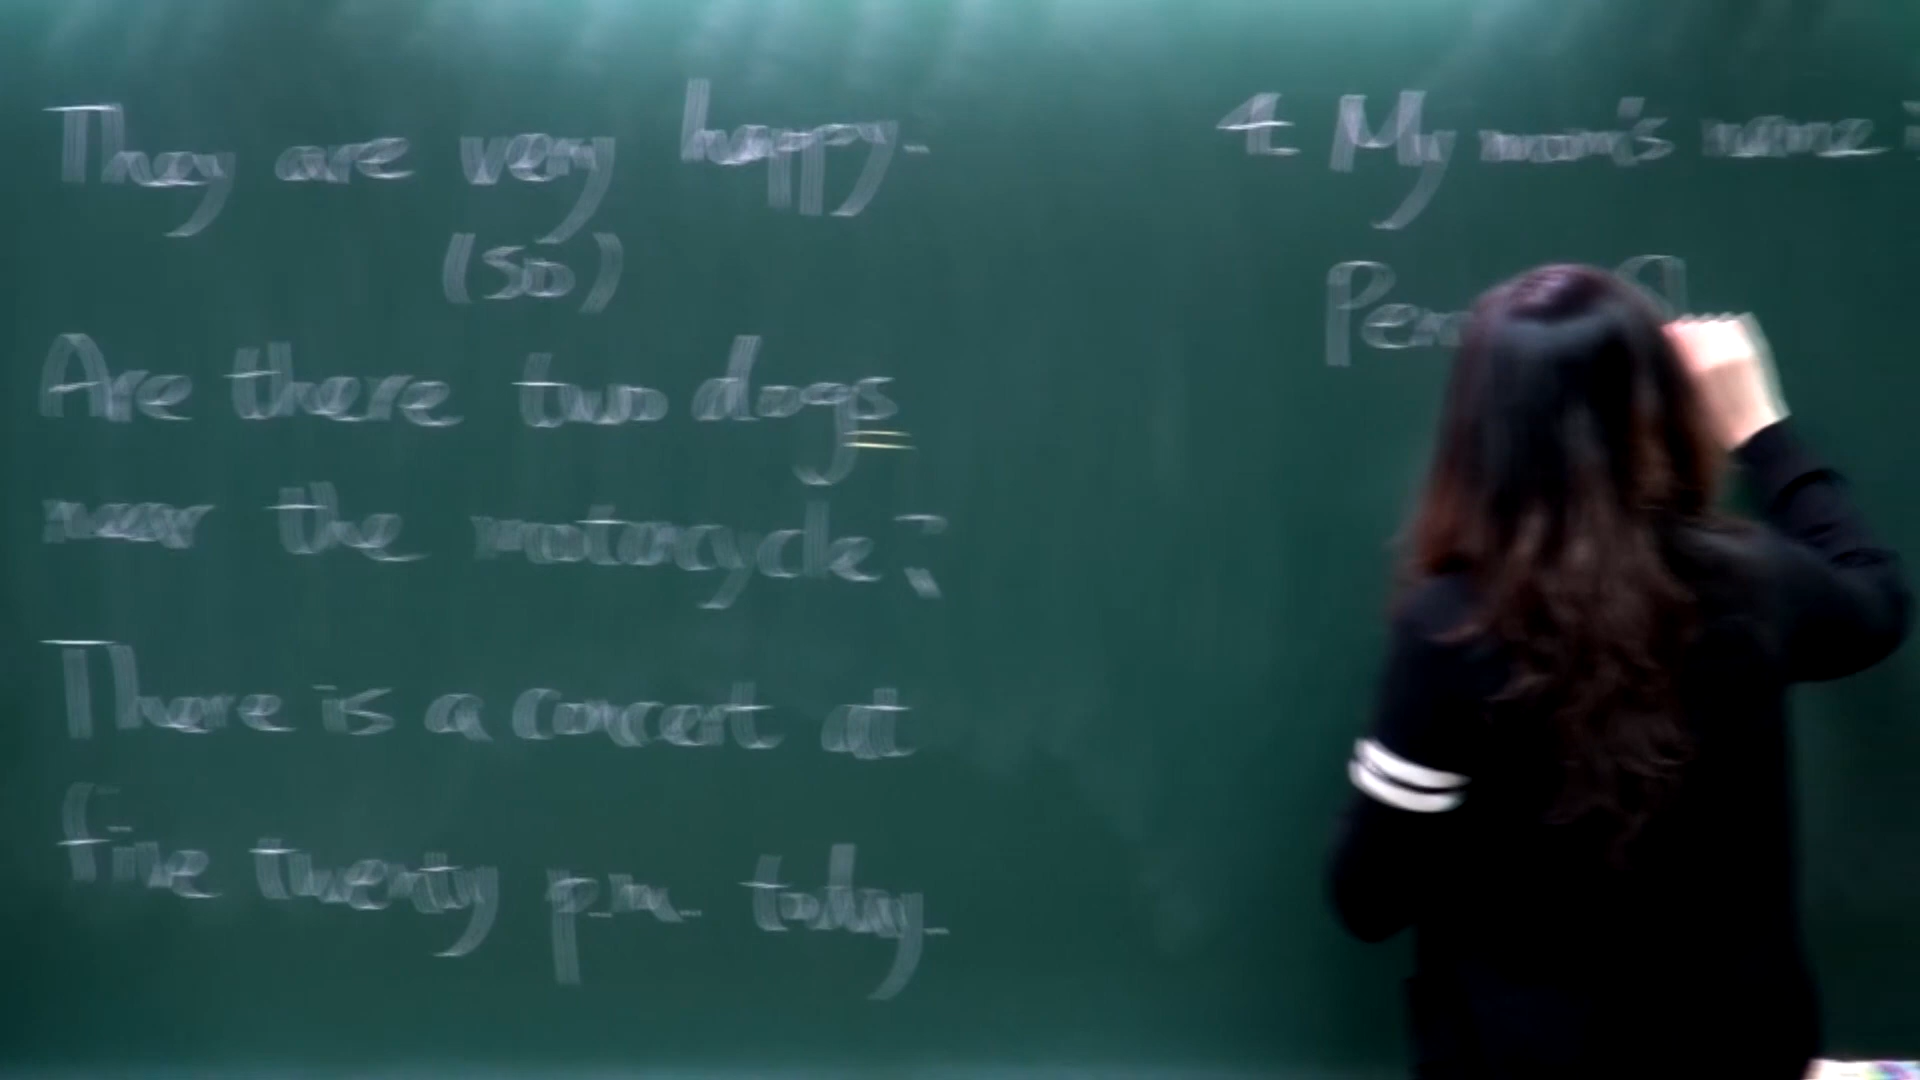 They are very happy.
(so)
Are there two dogs
near the motorcycle?
There is a concert at
five twenty p.m. today.
4. My mom's name